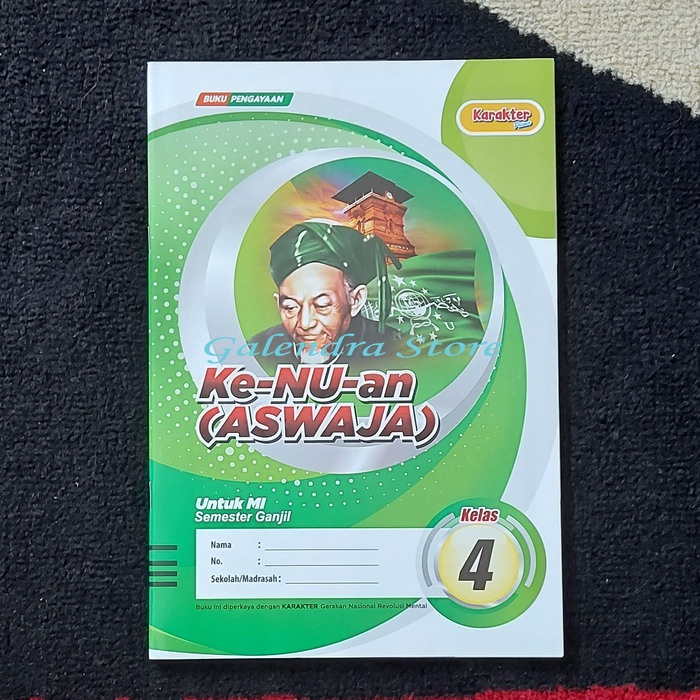 BUKU PENGAYAAN
Karakter
Galendra Store
Ke-NU-an
(ASWAJA)
Untuk MI
Semester Ganjil
Kelas
4
Nama :
No. :
Sekolah/Madrasah :
Buku ini diperkaya dengan KARAKTER Gerakan Nasional Revolusi Mental